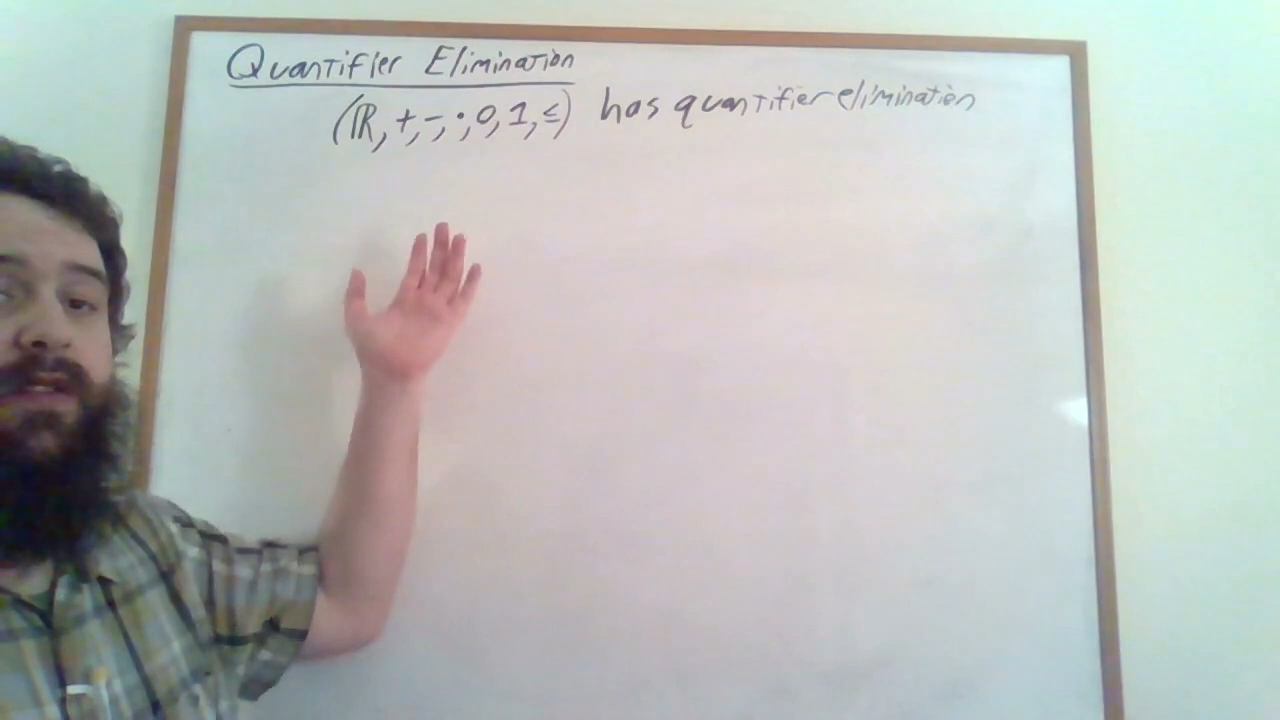 Quantifier Elimination
(ℝ, +, -, ·, 0, 1, ≤) has quantifier elimination